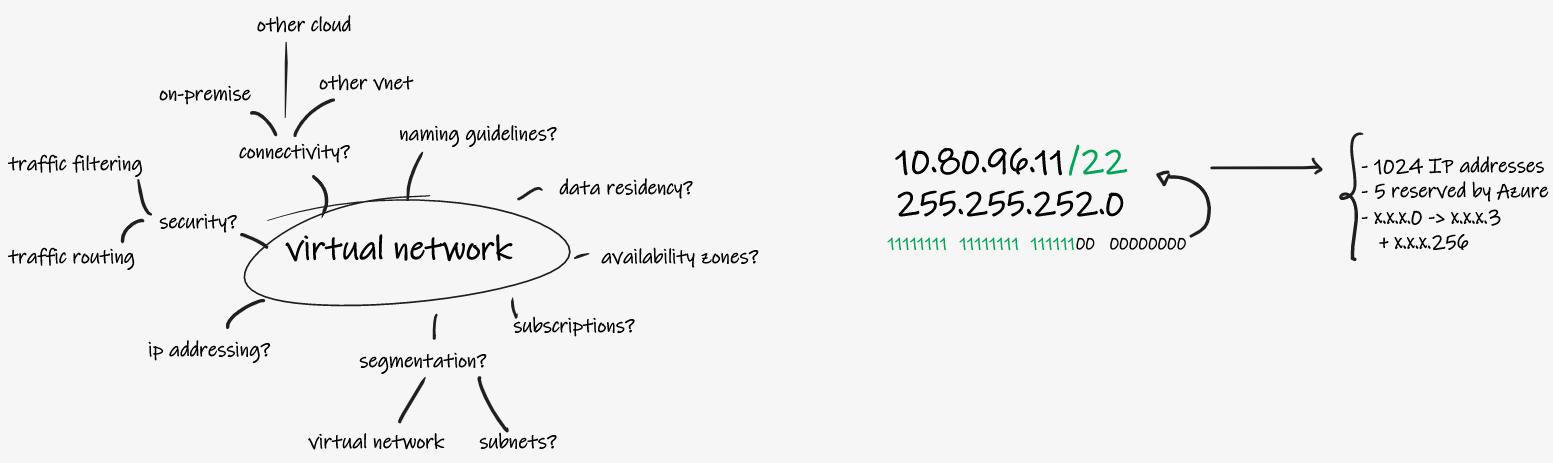 other cloud
on-premise
other vnet
connectivity?
naming guidelines?
traffic filtering
security?
traffic routing
data residency?
virtual network
availability zones?
ip addressing?
subscriptions?
segmentation?
virtual network
subnets?
10.80.96.11/22
255.255.252.0
11111111 11111111 11111100 00000000
- 1024 IP addresses
- 5 reserved by Azure
- x.x.x.0 -> x.x.x.3
+ x.x.x.256